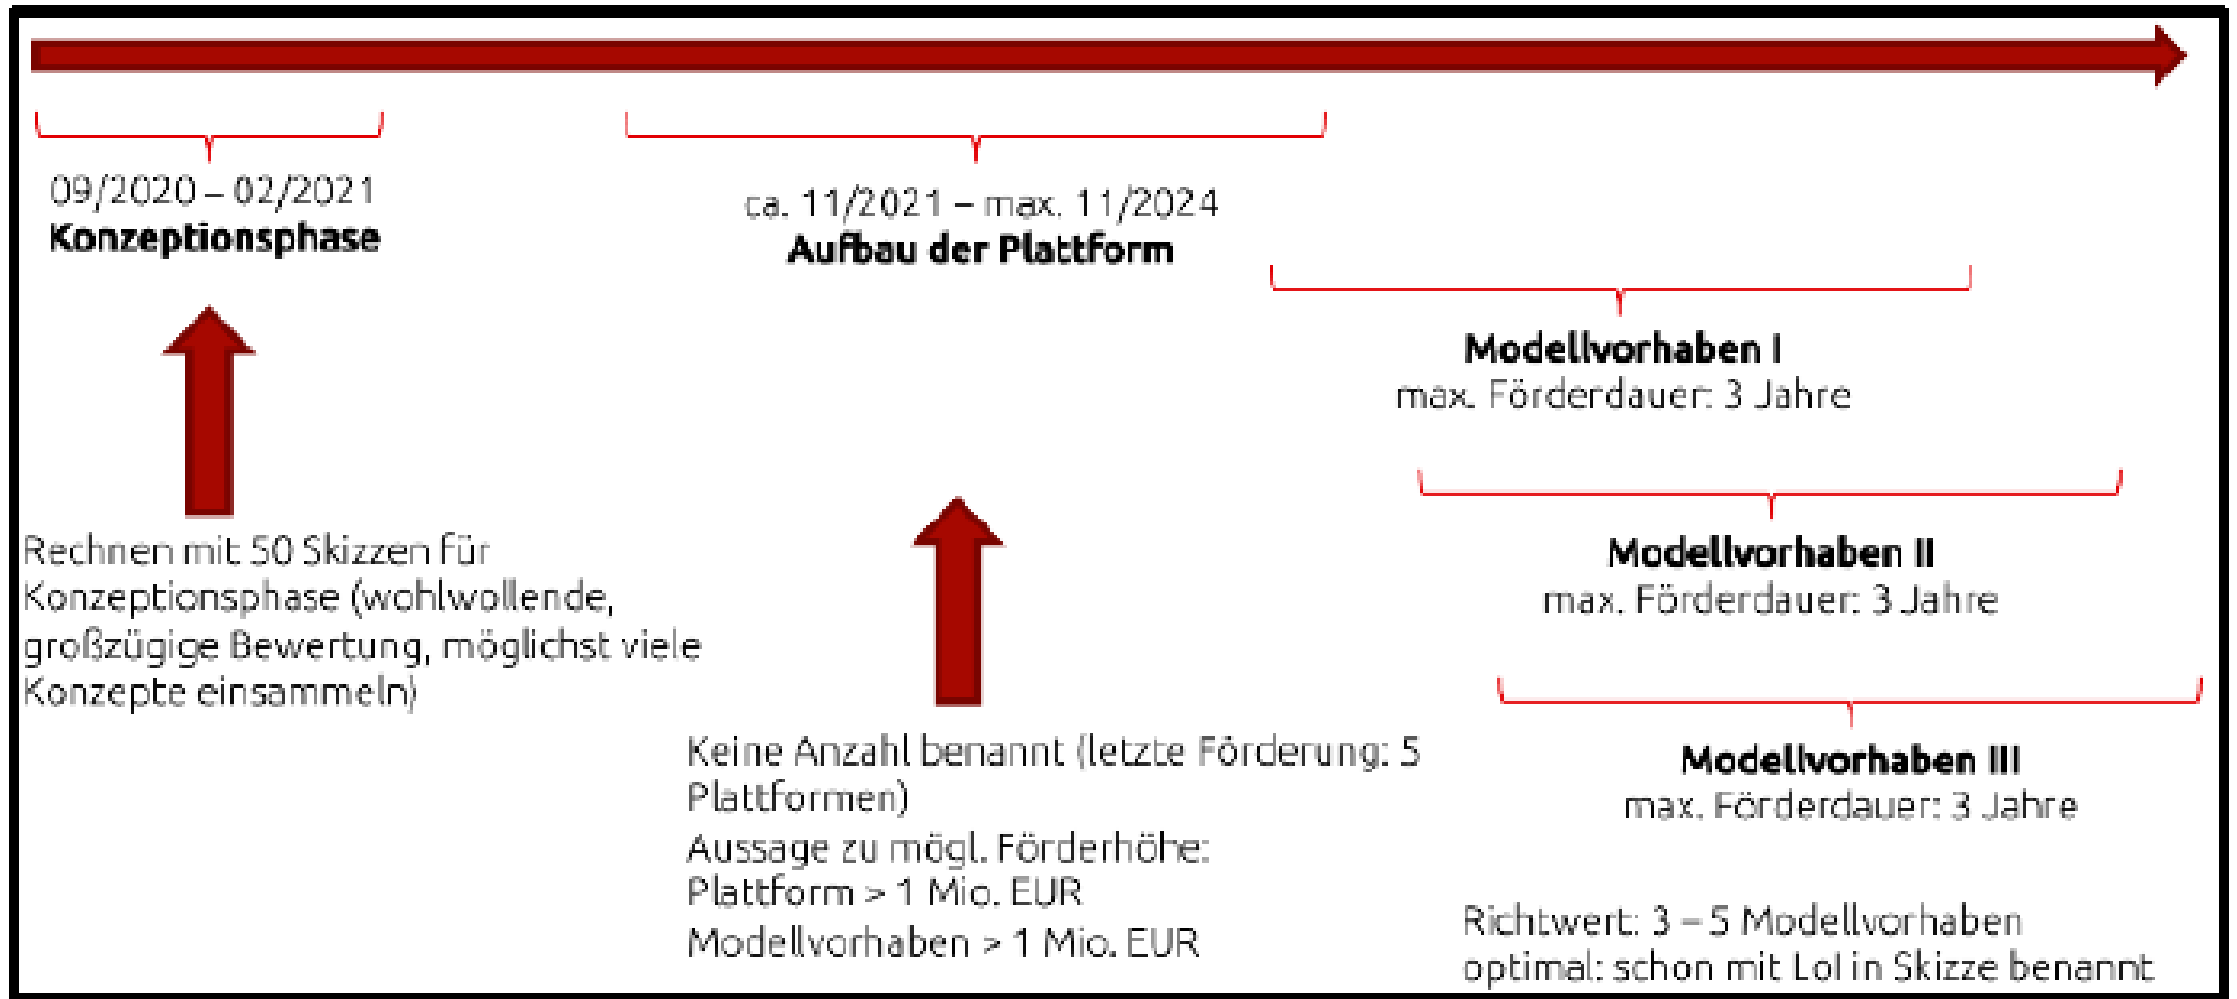 09/2020 – 02/2021
Konzeptionsphase
ca. 11/2021 – max. 11/2024
Aufbau der Plattform
Modellvorhaben I
max. Förderdauer: 3 Jahre
Modellvorhaben II
max. Förderdauer: 3 Jahre
Rechnen mit 50 Skizzen für
Konzeptionsphase (wohlwollende,
großzügige Bewertung, möglichst viele
Konzepte einsammeln)
Keine Anzahl benannt (letzte Förderung: 5
Plattformen)
Aussage zu mögl. Förderhöhe:
Plattform > 1 Mio. EUR
Modellvorhaben > 1 Mio. EUR
Modellvorhaben III
max. Förderdauer: 3 Jahre
Richtwert: 3 – 5 Modellvorhaben
optimal: schon mit LoI in Skizze benannt